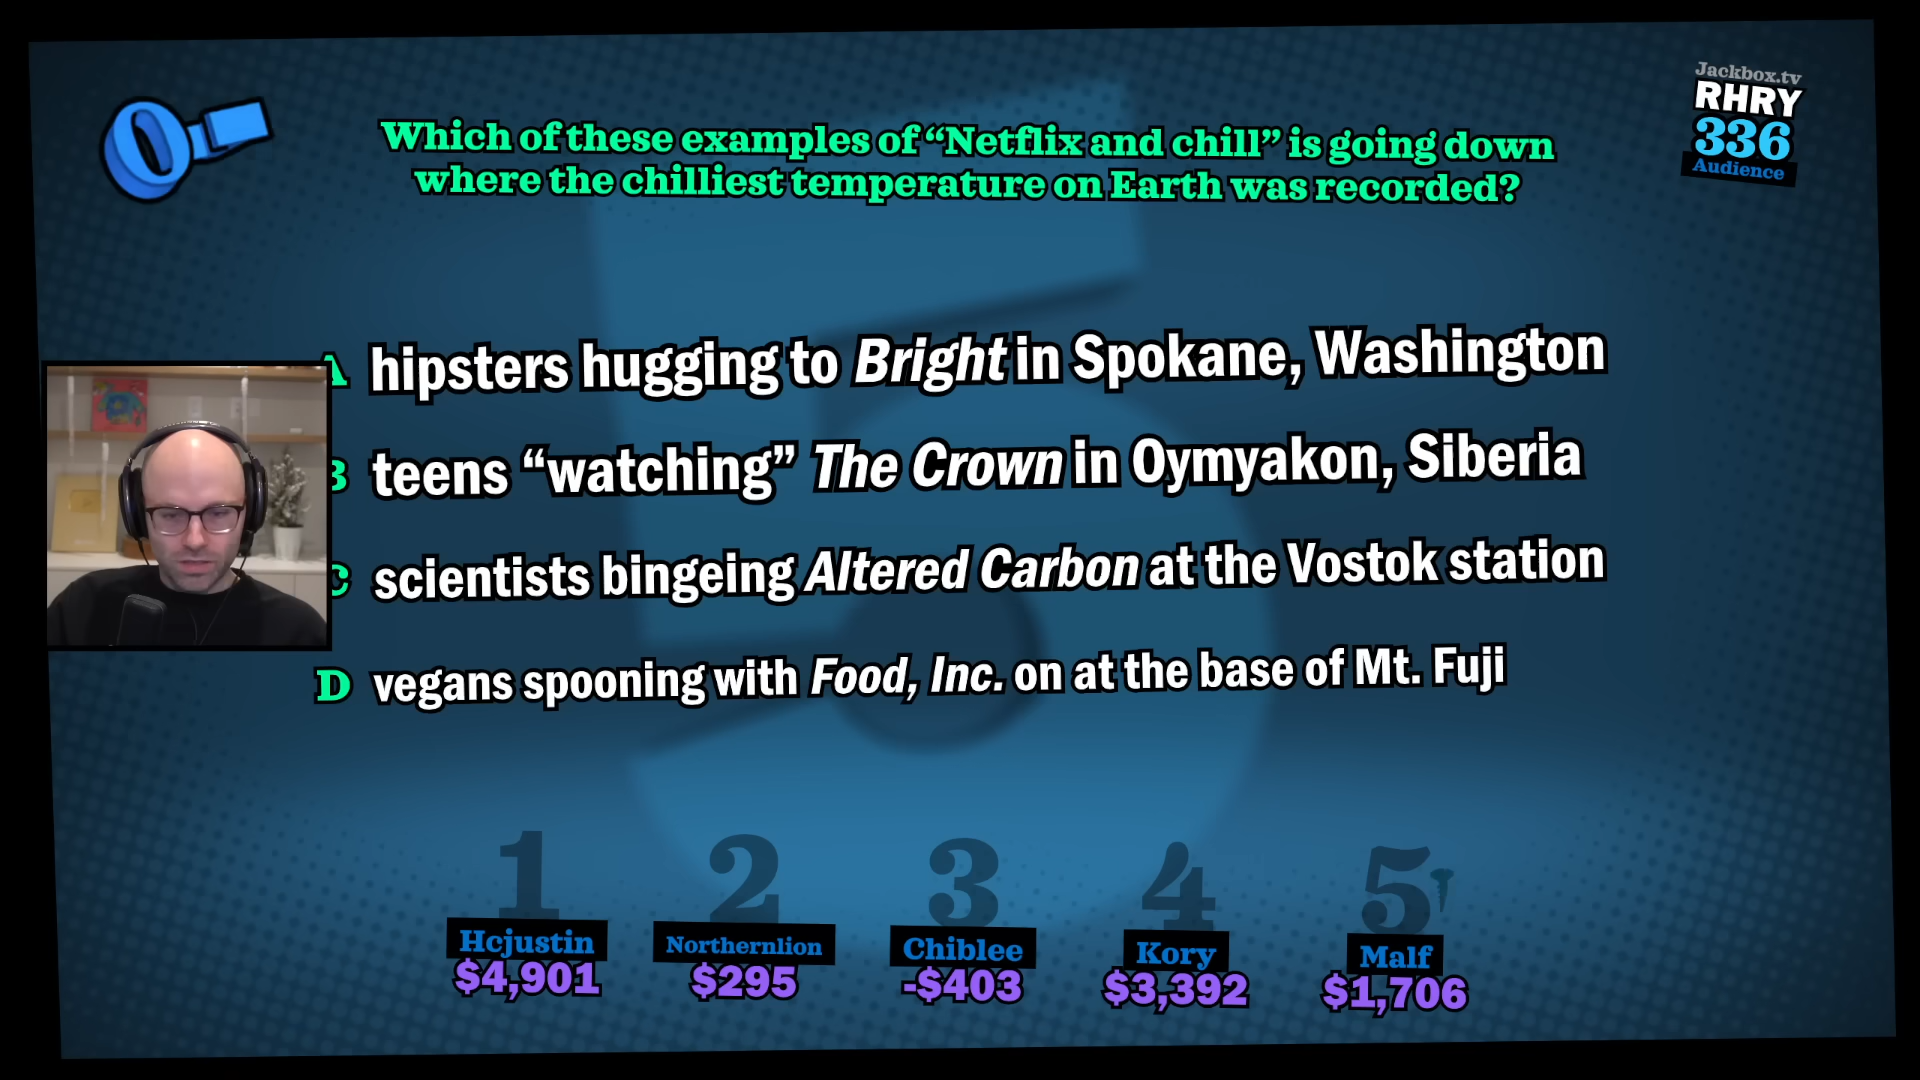 Jackbox.tv
RHRY
336
Audience
0
Which of these examples of “Netflix and chill” is going down
where the chilliest temperature on Earth was recorded?
A hipsters hugging to Bright in Spokane, Washington
B teens “watching” The Crown in Oymyakon, Siberia
C scientists bingeing Altered Carbon at the Vostok station
D vegans spooning with Food, Inc. on at the base of Mt. Fuji
5
1 2 3 4 5
Hcjustin Northernlion Chiblee Kory Malf
$4,901 $295 -$403 $3,392 $1,706